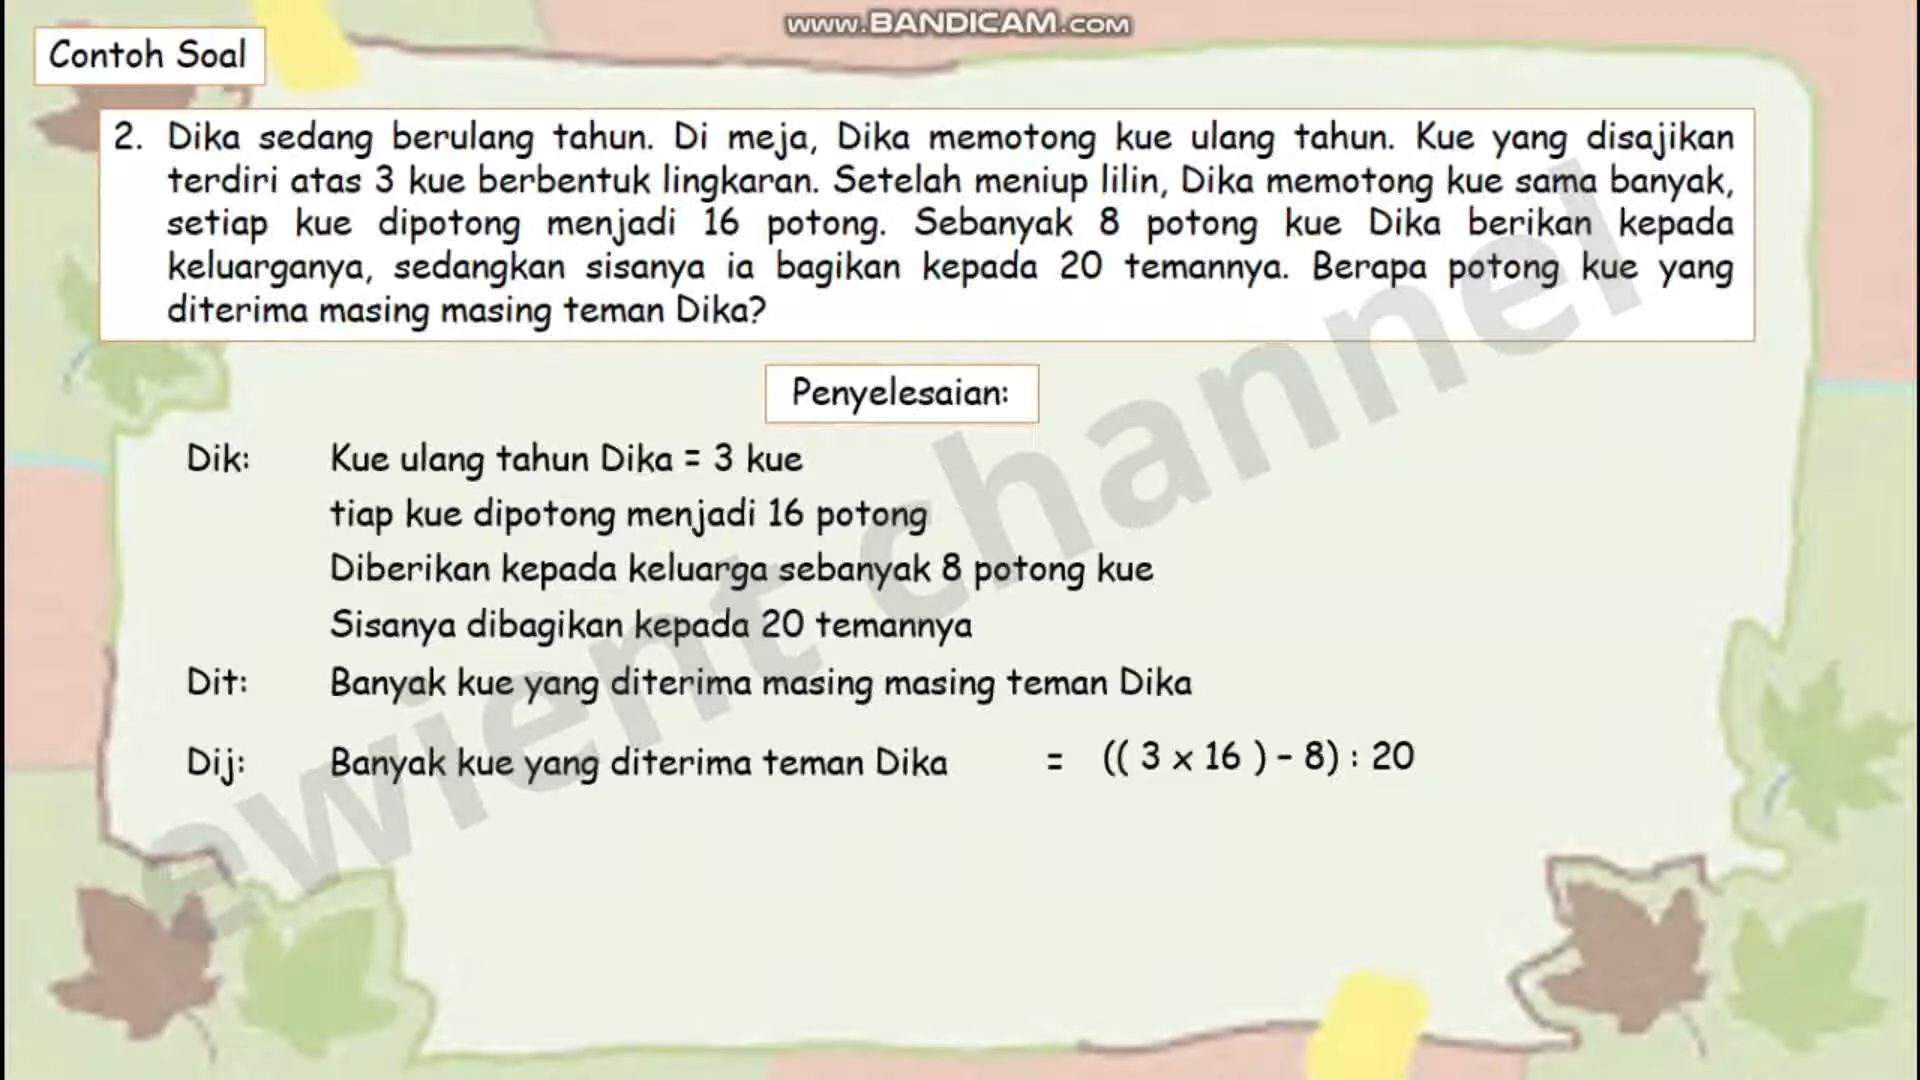 www.BANDICAM.com
Contoh Soal
2. Dika sedang berulang tahun. Di meja, Dika memotong kue ulang tahun. Kue yang disajikan
terdiri atas 3 kue berbentuk lingkaran. Setelah meniup lilin, Dika memotong kue sama banyak,
setiap kue dipotong menjadi 16 potong. Sebanyak 8 potong kue Dika berikan kepada
keluarganya, sedangkan sisanya ia bagikan kepada 20 temannya. Berapa potong kue yang
diterima masing masing teman Dika?
Penyelesaian:
Dik: Kue ulang tahun Dika = 3 kue
tiap kue dipotong menjadi 16 potong
Diberikan kepada keluarga sebanyak 8 potong kue
Sisanya dibagikan kepada 20 temannya
Dit: Banyak kue yang diterima masing masing teman Dika
Dij: Banyak kue yang diterima teman Dika = (( 3 x 16 ) - 8) : 20
ewient channel